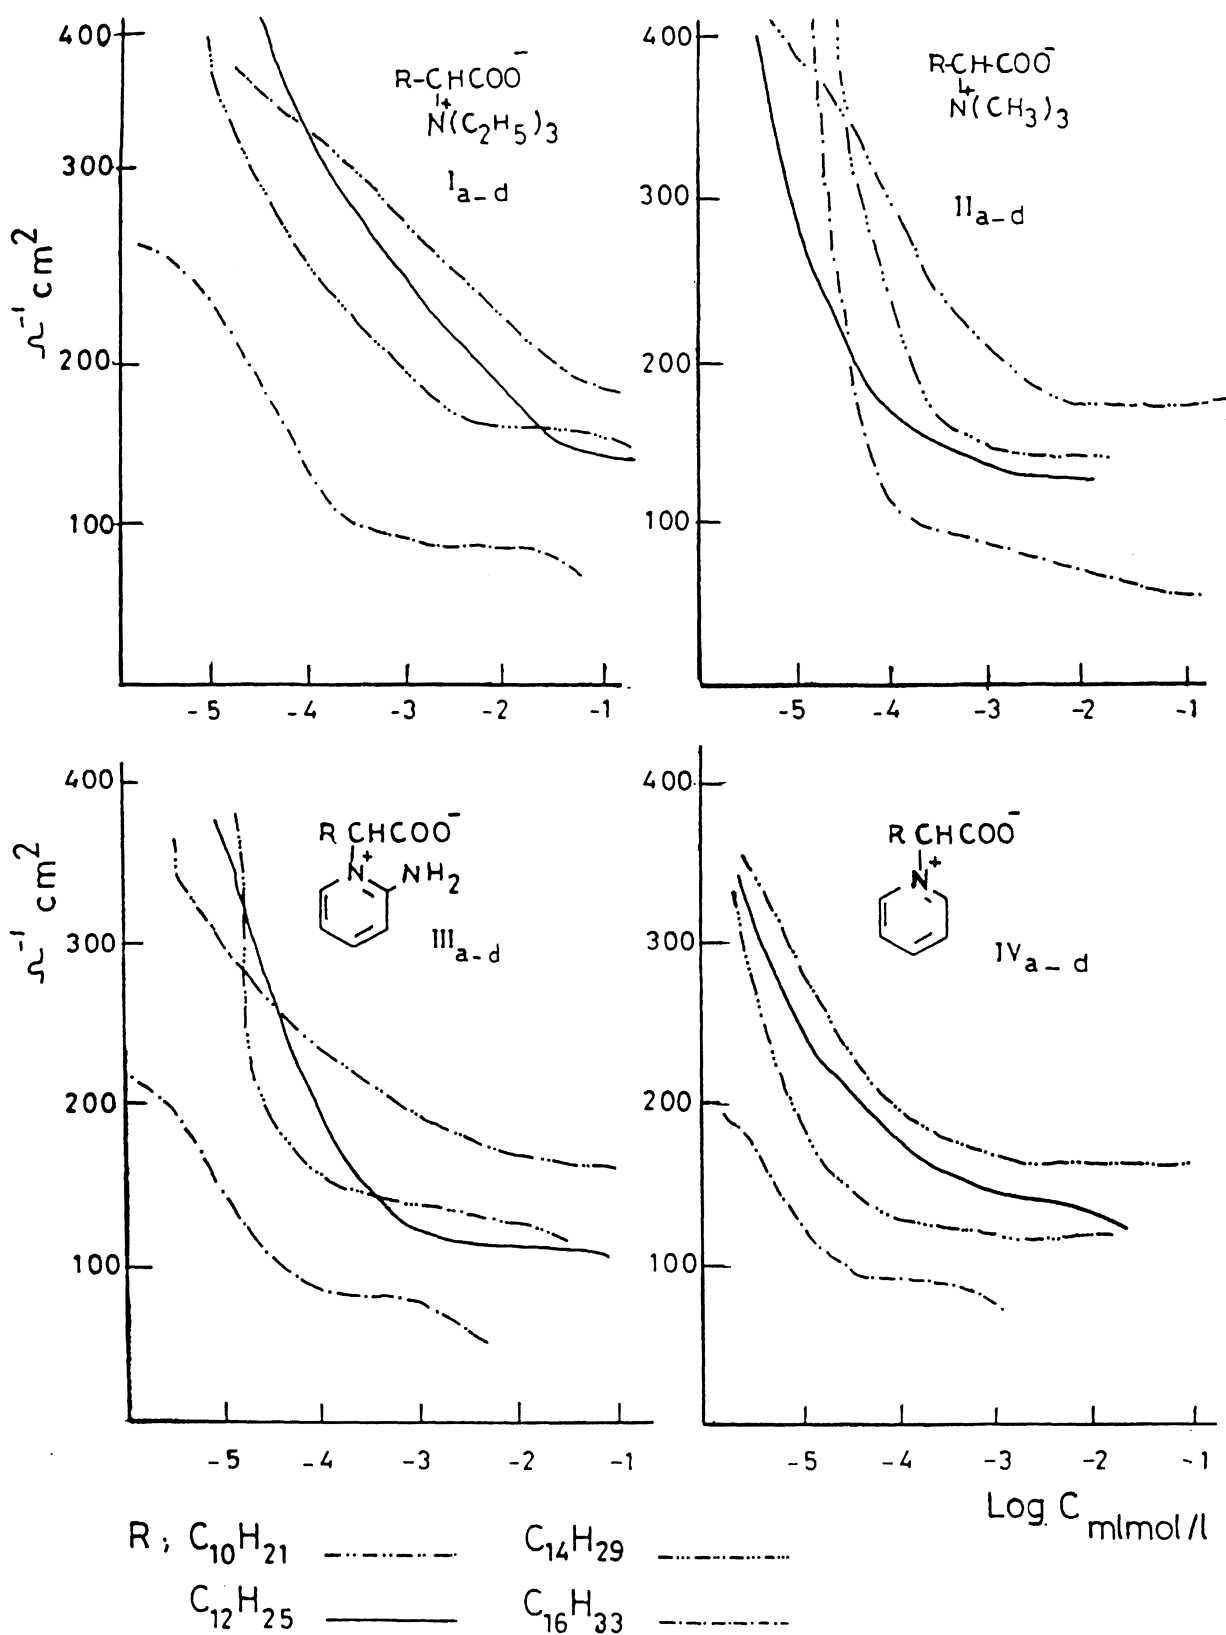 400
300
200
100
Ω⁻¹ cm²
R-CHCOO⁻
N⁺(C₂H₅)₃
I a-d
-5 -4 -3 -2 -1
400
300
200
100
R-CH-COO⁻
N⁺(CH₃)₃
II a-d
-5 -4 -3 -2 -1
400
300
200
100
Ω⁻¹ cm²
R CHCOO⁻
N⁺ NH₂
III a-d
-5 -4 -3 -2 -1
400
300
200
100
R CHCOO⁻
N⁺
IV a-d
-5 -4 -3 -2 -1
Log. C mlmol/l
R; C₁₀H₂₁ C₁₄H₂₉
C₁₂H₂₅ C₁₆H₃₃